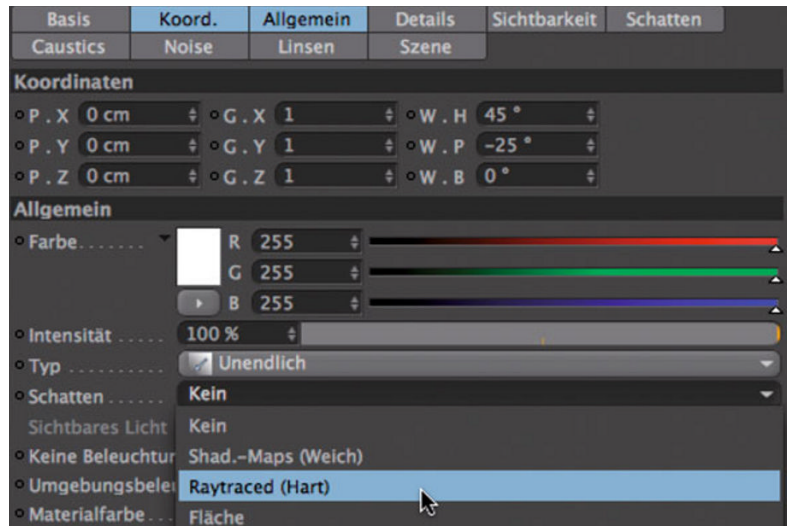 Basis Koord. Allgemein Details Sichtbarkeit Schatten
Caustics Noise Linsen Szene
Koordinaten
P . X 0 cm G . X 1 W . H 45 °
P . Y 0 cm G . Y 1 W . P -25 °
P . Z 0 cm G . Z 1 W . B 0 °
Allgemein
Farbe........ R 255
G 255
B 255
Intensität ..... 100 %
Typ .......... Unendlich
Schatten ...... Kein
Sichtbares Licht Kein
Keine Beleuchtur Shad.-Maps (Weich)
Umgebungsbeleu Raytraced (Hart)
Materialfarbe ... Fläche